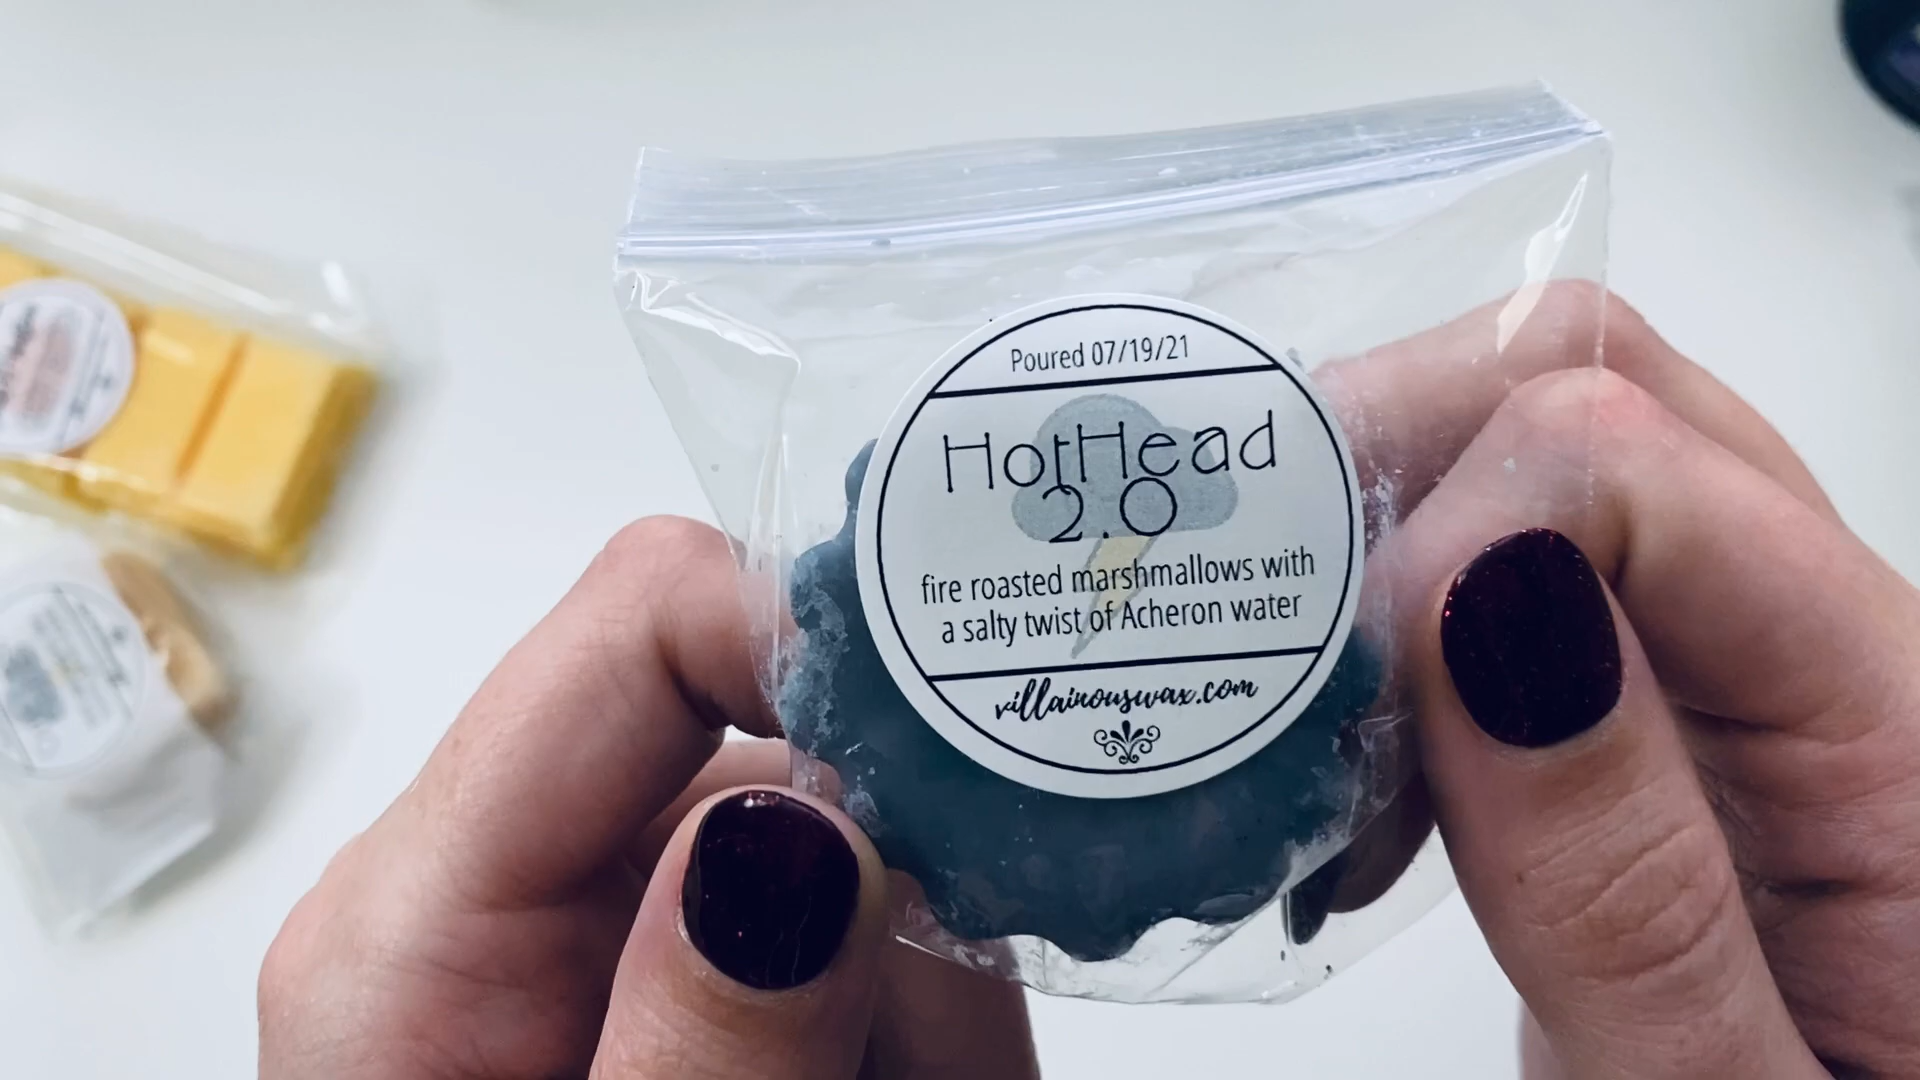 Poured 07/19/21
HotHead
2.0
fire roasted marshmallows with
a salty twist of Acheron water
villainouswax.com